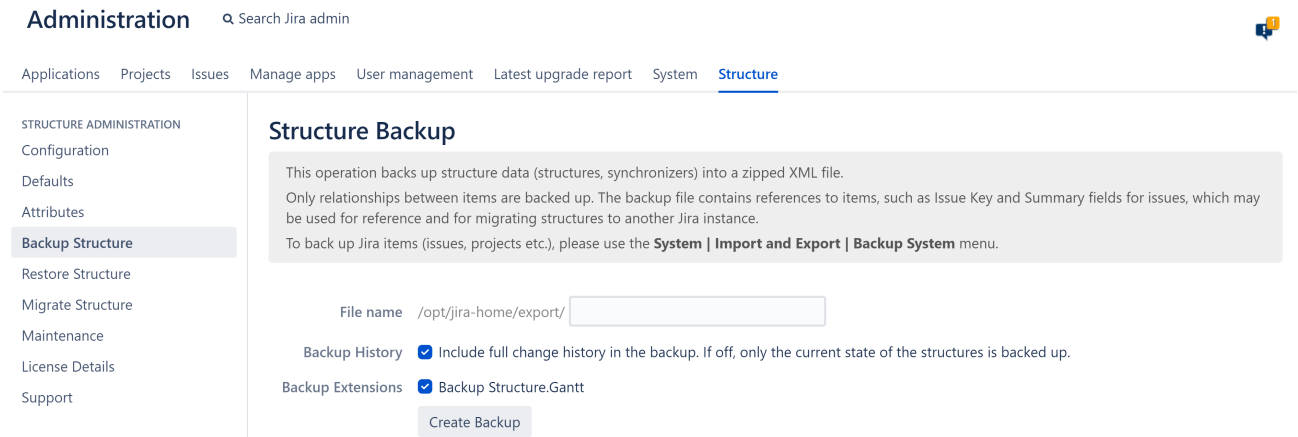 Administration
Search Jira admin
Applications Projects Issues Manage apps User management Latest upgrade report System Structure
STRUCTURE ADMINISTRATION
Configuration
Defaults
Attributes
Backup Structure
Restore Structure
Migrate Structure
Maintenance
License Details
Support
Structure Backup
This operation backs up structure data (structures, synchronizers) into a zipped XML file.
Only relationships between items are backed up. The backup file contains references to items, such as Issue Key and Summary fields for issues, which may
be used for reference and for migrating structures to another Jira instance.
To back up Jira items (issues, projects etc.), please use the System | Import and Export | Backup System menu.
File name /opt/jira-home/export/
Backup History Include full change history in the backup. If off, only the current state of the structures is backed up.
Backup Extensions Backup Structure.Gantt
Create Backup